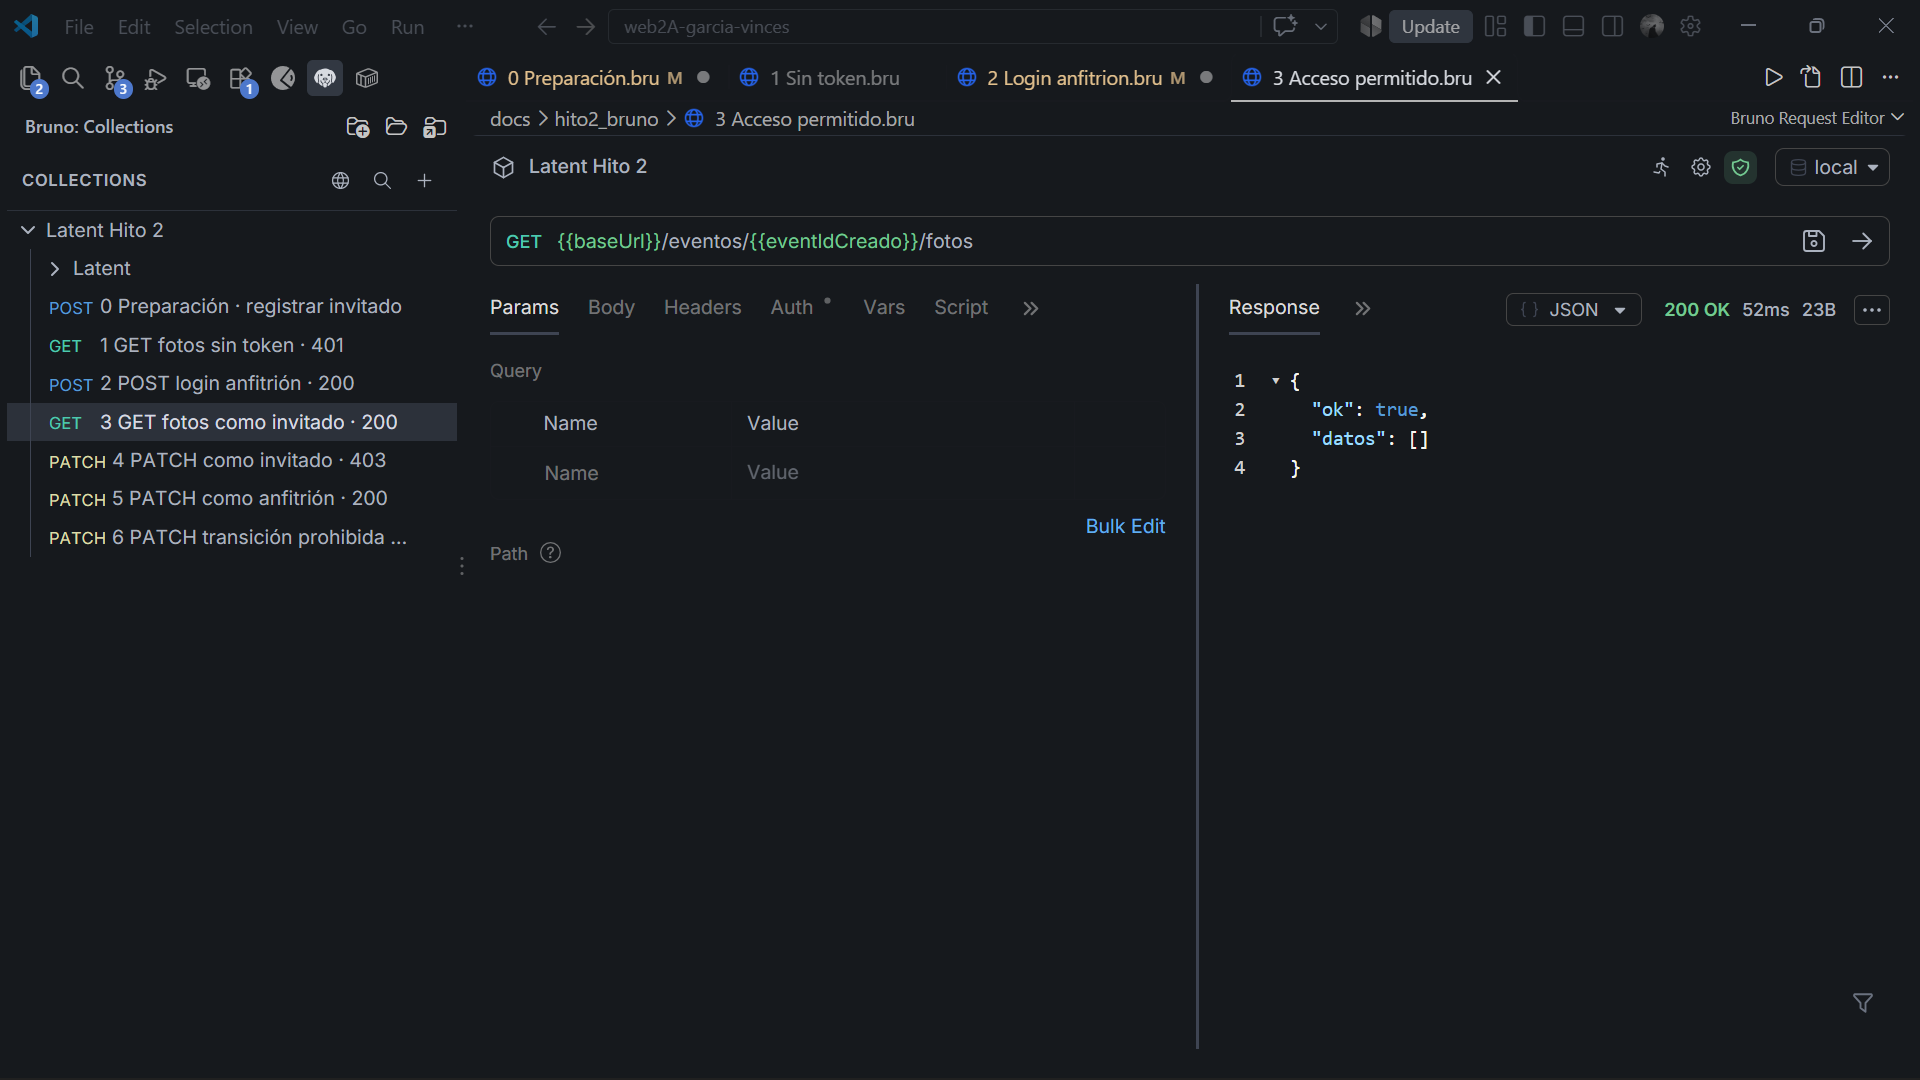 File Edit Selection View Go Run ··· web2A-garcia-vinces Update
2 3 1
0 Preparación.bru M 1 Sin token.bru 2 Login anfitrion.bru M 3 Acceso permitido.bru
Bruno: Collections
docs > hito2_bruno > 3 Acceso permitido.bru
Bruno Request Editor
COLLECTIONS
Latent Hito 2
local
Latent Hito 2
Latent
POST 0 Preparación · registrar invitado
GET 1 GET fotos sin token · 401
POST 2 POST login anfitrión · 200
GET 3 GET fotos como invitado · 200
PATCH 4 PATCH como invitado · 403
PATCH 5 PATCH como anfitrión · 200
PATCH 6 PATCH transición prohibida ...
GET {{baseUrl}}/eventos/{{eventIdCreado}}/fotos
Params Body Headers Auth Vars Script
Query
Name Value
Name Value
Bulk Edit
Path ?
Response { } JSON 200 OK 52ms 23B ···
1 {
2 "ok": true,
3 "datos": []
4 }